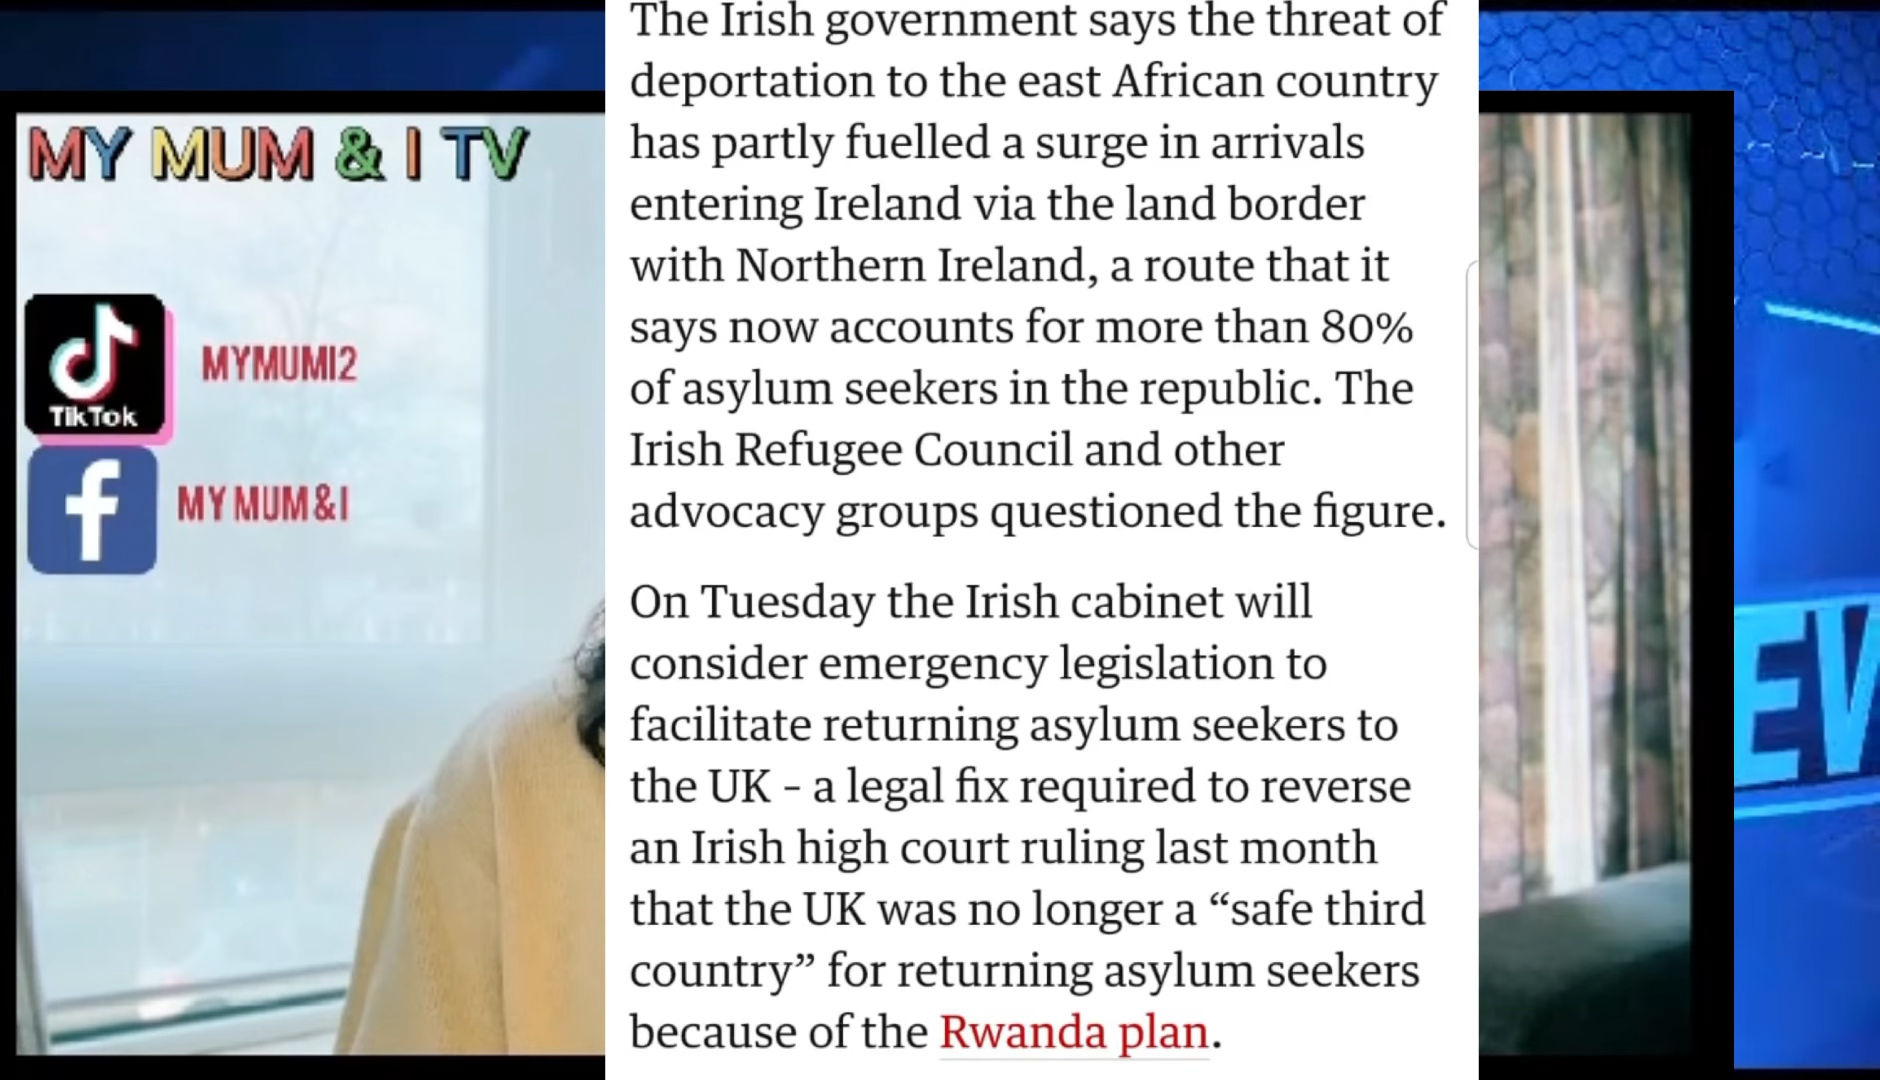 MY MUM & I TV
TikTok
MYMUMI2
f
MY MUM & I
The Irish government says the threat of
deportation to the east African country
has partly fuelled a surge in arrivals
entering Ireland via the land border
with Northern Ireland, a route that it
says now accounts for more than 80%
of asylum seekers in the republic. The
Irish Refugee Council and other
advocacy groups questioned the figure.
On Tuesday the Irish cabinet will
consider emergency legislation to
facilitate returning asylum seekers to
the UK – a legal fix required to reverse
an Irish high court ruling last month
that the UK was no longer a “safe third
country” for returning asylum seekers
because of the Rwanda plan.
EV